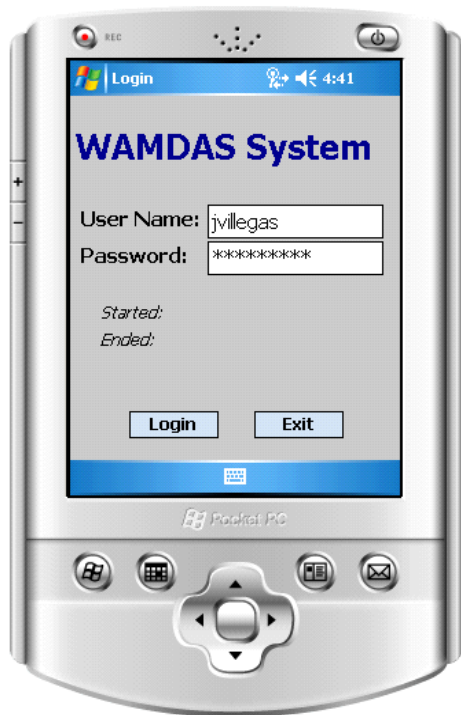 REC
Login 4:41
WAMDAS System
User Name: jvillegas
Password: *********
Started:
Ended:
Login Exit
Pocket PC